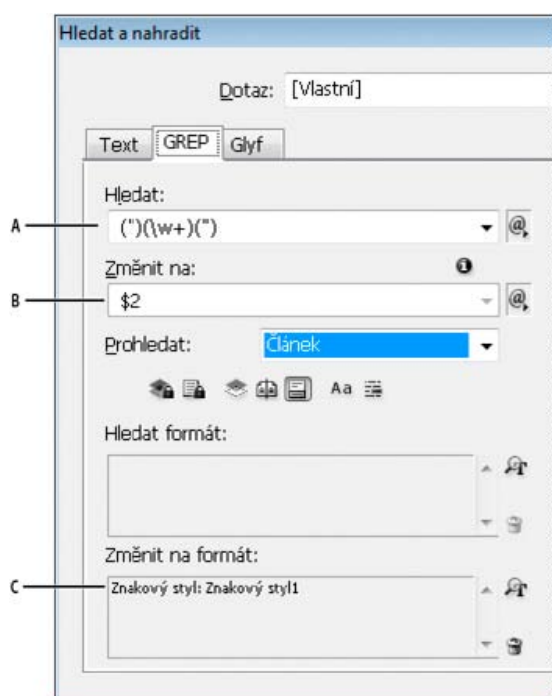 Hledat a nahradit
Dotaz: [Vlastní]
Text GREP Glyf
Hledat:
A (")(\w+)(")
Změnit na:
B $2
Prohledat: Článek
Aa
Hledat formát:
Změnit na formát:
C Znakový styl: Znakový styl1